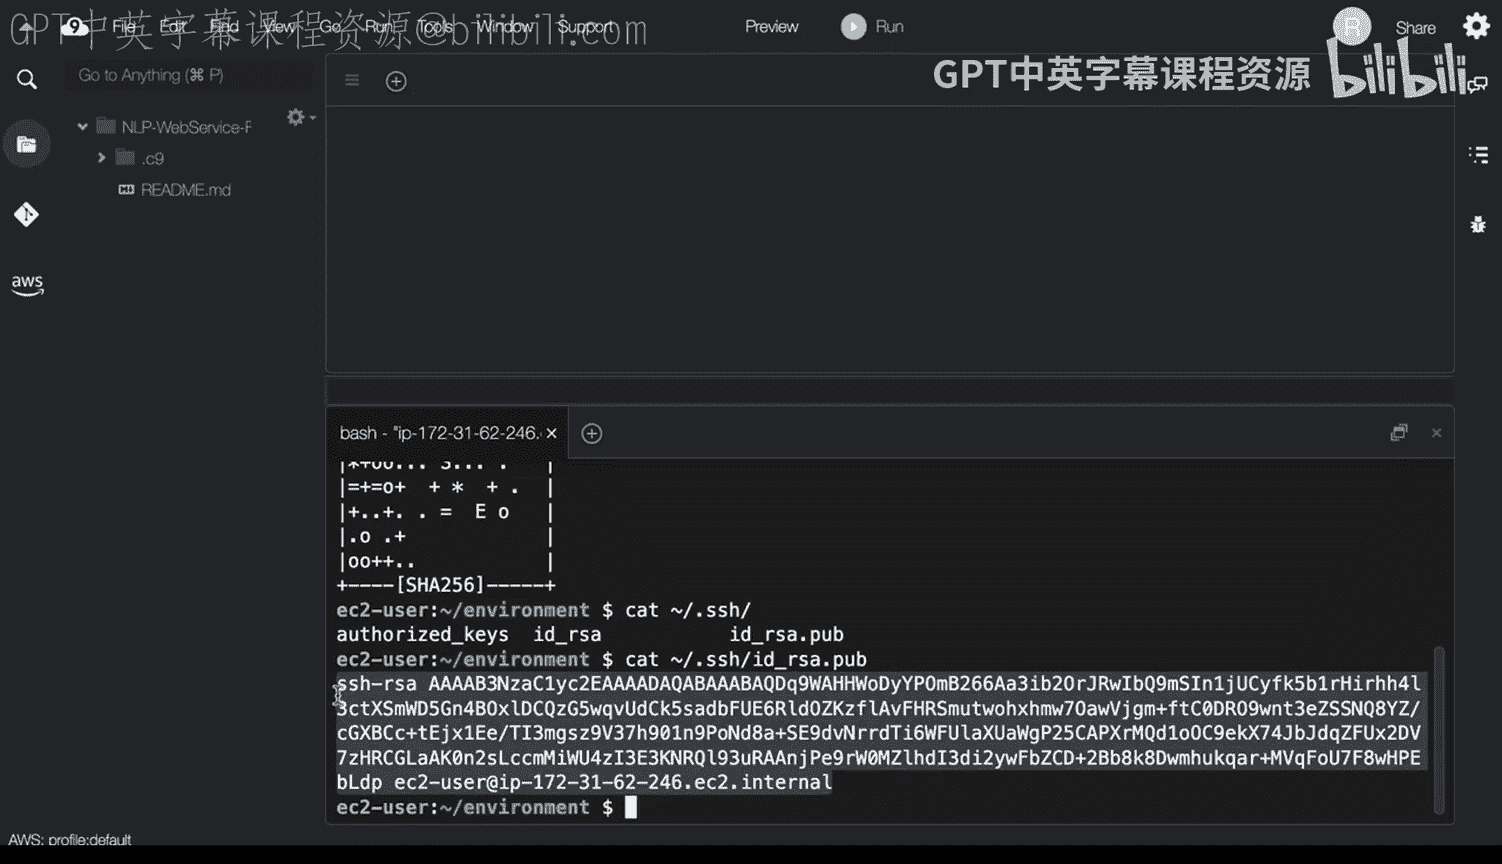 GPT中英字幕课程资源@bilibili.com
File Edit Find View Go Run Tools Window Support Preview Run Share
R
Go to Anything (⌘ P)
GPT中英字幕课程资源 bilibili
NLP-WebService-F
.c9
README.md
aws
bash - "ip-172-31-62-246.
|*+oo... S... .   |
|=+=o+  + *  + .  |
|+..+. . =  E o   |
|.o .+            |
|oo++..           |
+----[SHA256]-----+
ec2-user:~/environment $ cat ~/.ssh/
authorized_keys  id_rsa           id_rsa.pub
ec2-user:~/environment $ cat ~/.ssh/id_rsa.pub
ssh-rsa AAAAB3NzaC1yc2EAAAADAQABAAABAQDq9WAHHWoDyYPOmB266Aa3ib2OrJRwIbQ9mSIn1jUCyfk5b1rHirhh4l
3ctXSmWD5Gn4BOxlDCQzG5wqvUdCk5sadbFUE6RldOZKzflAvFHRSmutwohxhmw7OawVjgm+ftC0DRO9wnt3eZSSNQ8YZ/
cGXBCc+tEjx1Ee/TI3mgsz9V37h901n9PoNd8a+SE9dvNrrdTi6WFUlaXUaWgP25CAPXrMQd1oOC9ekX74JbJdqZFUx2DV
7zHRCGLaAK0n2sLccmMiWU4zI3E3KNRQl93uRAAnjPe9rW0MZlhdI3di2ywFbZCD+2Bb8k8Dwmhukqar+MVqFoU7F8wHPE
bLdp ec2-user@ip-172-31-62-246.ec2.internal
ec2-user:~/environment $
AWS: profile:default